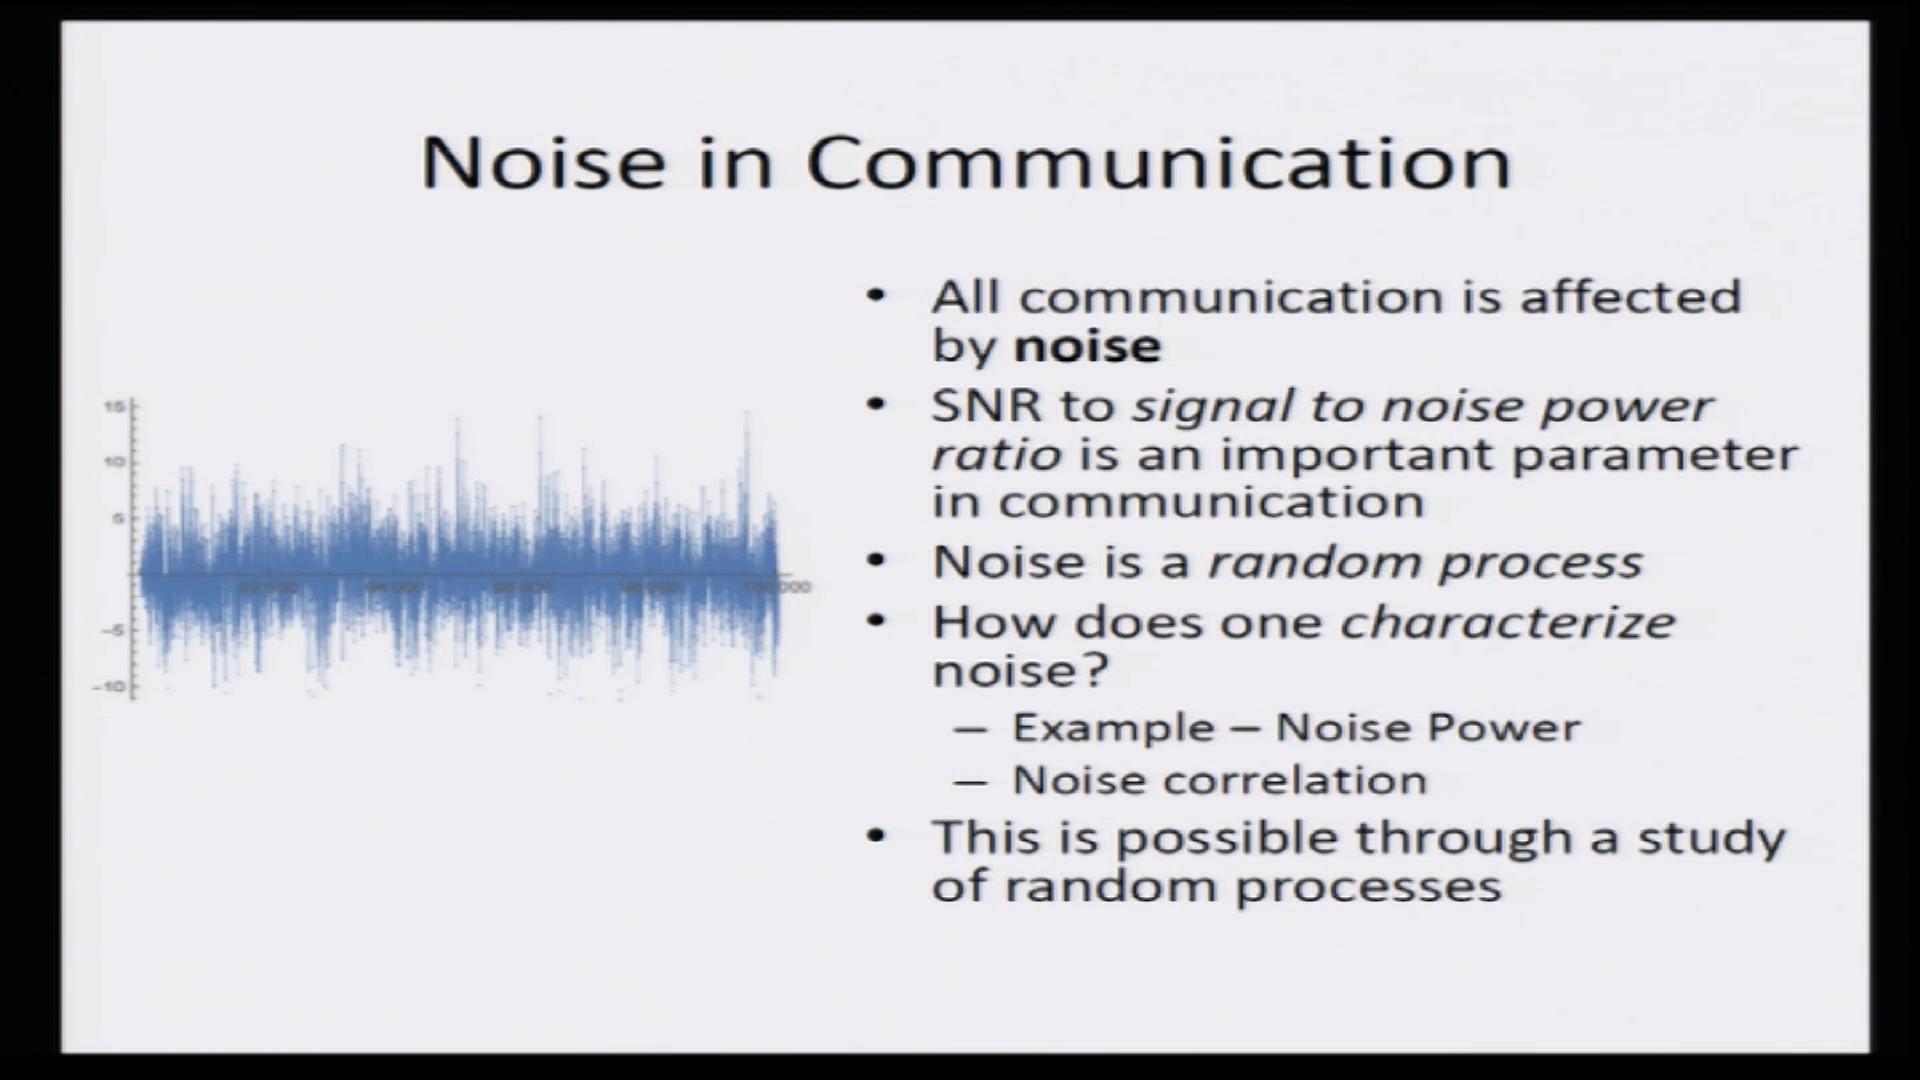 Noise in Communication
• All communication is affected
by noise
• SNR to signal to noise power
ratio is an important parameter
in communication
• Noise is a random process
• How does one characterize
noise?
– Example – Noise Power
– Noise correlation
• This is possible through a study
of random processes
15
10
5
-5
-10
100 000